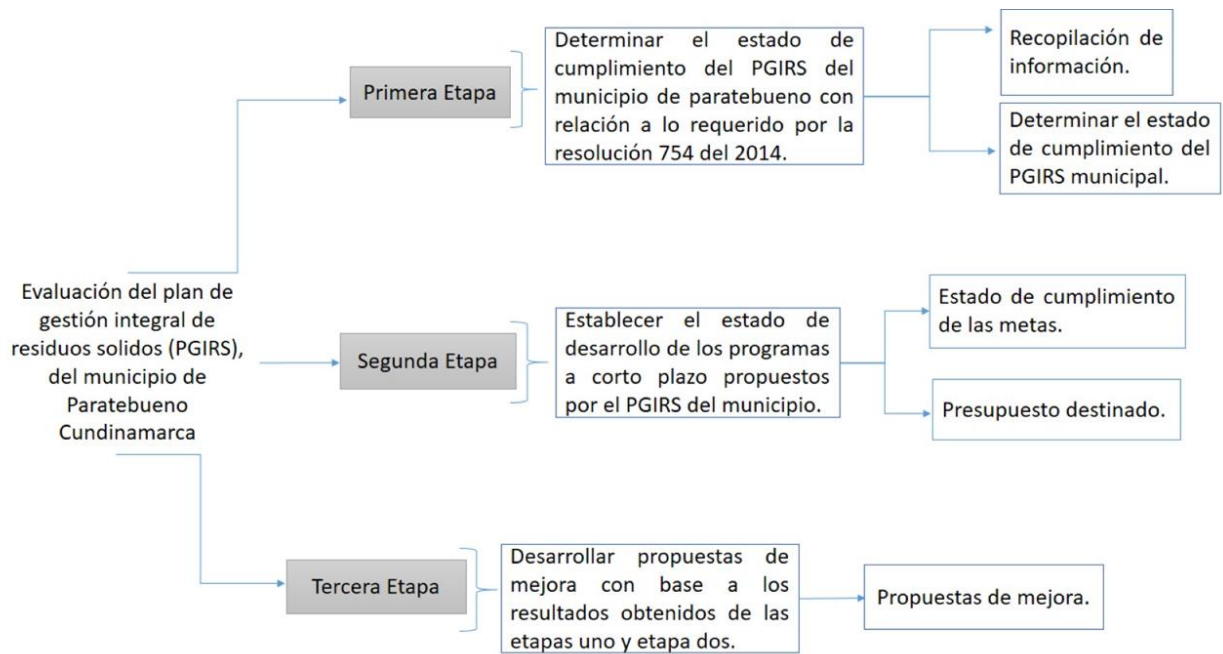 Primera Etapa
Determinar el estado de
cumplimiento del PGIRS del
municipio de paratebueno con
relación a lo requerido por la
resolución 754 del 2014.
Recopilación de
información.
Determinar el estado
de cumplimiento del
PGIRS municipal.
Evaluación del plan de
gestión integral de
residuos solidos (PGIRS),
del municipio de
Paratebueno
Cundinamarca
Segunda Etapa
Establecer el estado de
desarrollo de los programas
a corto plazo propuestos
por el PGIRS del municipio.
Estado de cumplimiento
de las metas.
Presupuesto destinado.
Tercera Etapa
Desarrollar propuestas de
mejora con base a los
resultados obtenidos de las
etapas uno y etapa dos.
Propuestas de mejora.